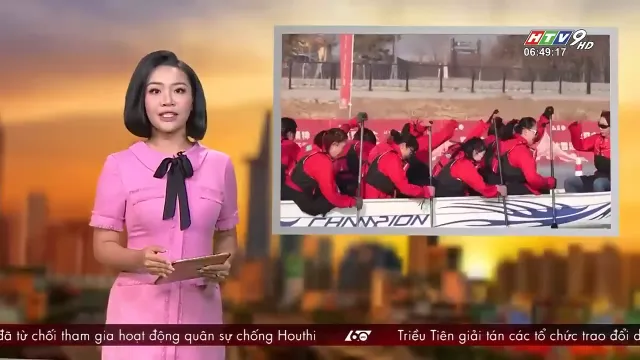 HTV9 HD
06:49:17
CHAMPION
đã từ chối tham gia hoạt động quân sự chống Houthi
60
Triều Tiên giải tán các tổ chức trao đổi d